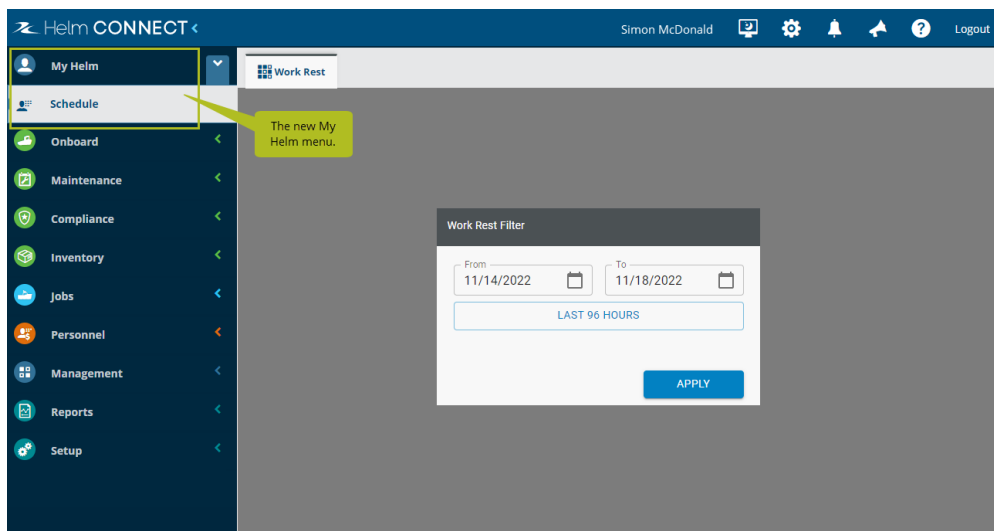 Helm CONNECT
Simon McDonald
?
Logout
My Helm
Work Rest
Schedule
The new My
Helm menu.
Onboard
Maintenance
Compliance
Inventory
Jobs
Personnel
Management
Reports
Setup
Work Rest Filter
From
11/14/2022
To
11/18/2022
LAST 96 HOURS
APPLY